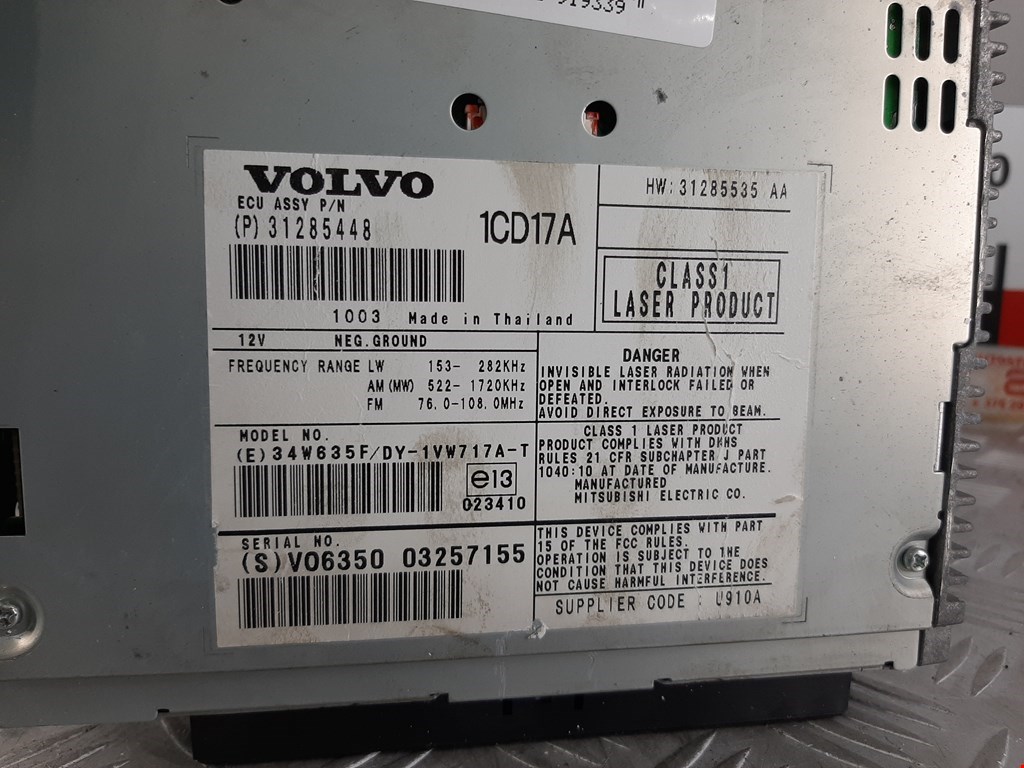 919339 "
VOLVO
ECU ASSY P/N
(P) 31285448
1CD17A
1003 Made in Thailand
HW: 31285535 AA
CLASS1
LASER PRODUCT
12V NEG. GROUND
FREQUENCY RANGE LW 153- 282KHz
AM (MW) 522- 1720KHz
FM 76.0-108.0MHz
DANGER
INVISIBLE LASER RADIATION WHEN
OPEN AND INTERLOCK FAILED OR
DEFEATED.
AVOID DIRECT EXPOSURE TO BEAM.
MODEL NO.
(E) 34W635F/DY-1VW717A-T
e13
023410
CLASS 1 LASER PRODUCT
PRODUCT COMPLIES WITH DHHS
RULES 21 CFR SUBCHAPTER J PART
1040:10 AT DATE OF MANUFACTURE.
MANUFACTURED
MITSUBISHI ELECTRIC CO.
SERIAL NO.
(S) V06350 03257155
THIS DEVICE COMPLIES WITH PART
15 OF THE FCC RULES.
OPERATION IS SUBJECT TO THE
CONDITION THAT THIS DEVICE DOES
NOT CAUSE HARMFUL INTERFERENCE.
SUPPLIER CODE : U910A